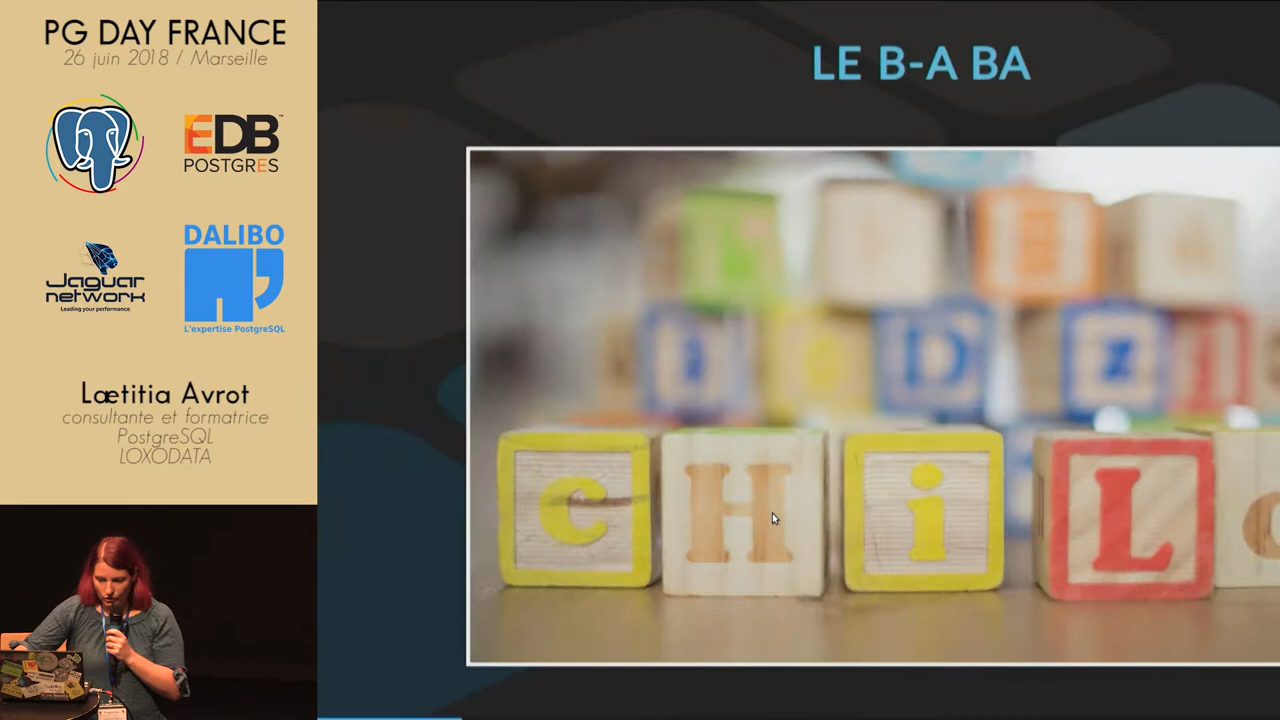 PG DAY FRANCE
26 juin 2018 / Marseille
EDB
POSTGRES
Jaguar
network
Leading your performance
DALIBO
L'expertise PostgreSQL
Lætitia Avrot
consultante et formatrice
PostgreSQL
LOXODATA
LE B-A BA
D
Z
C H i L